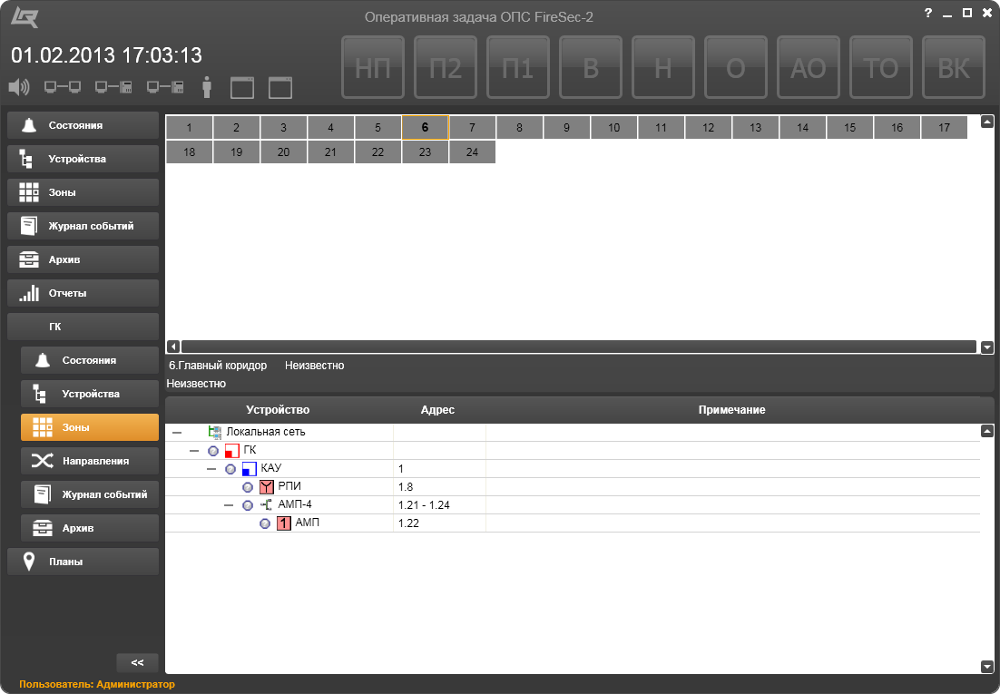 Оперативная задача ОПС FireSec-2
?
01.02.2013 17:03:13
НП П2 П1 В Н О АО ТО ВК
Состояния
Устройства
Зоны
Журнал событий
Архив
Отчеты
ГК
Состояния
Устройства
Зоны
Направления
Журнал событий
Архив
Планы
<<
1 2 3 4 5 6 7 8 9 10 11 12 13 14 15 16 17
18 19 20 21 22 23 24
6.Главный коридор Неизвестно
Неизвестно
Устройство Адрес Примечание
Локальная сеть
ГК
КАУ 1
РПИ 1.8
АМП-4 1.21 - 1.24
1 АМП 1.22
Пользователь: Администратор